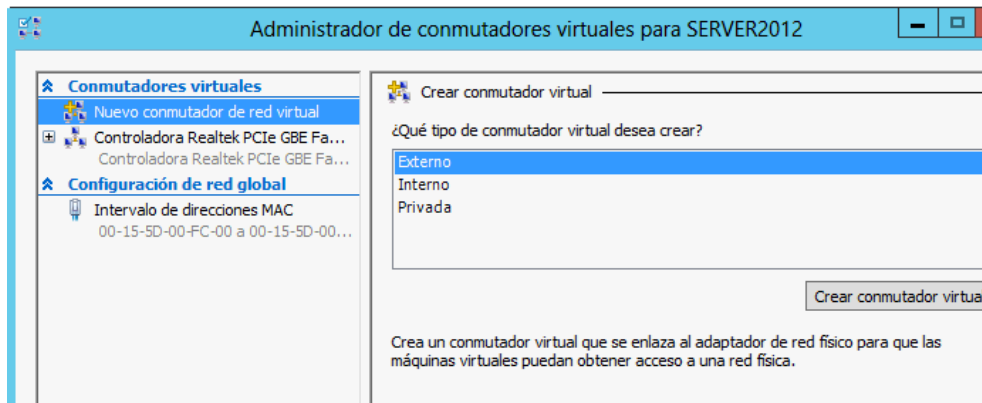 Administrador de conmutadores virtuales para SERVER2012
Conmutadores virtuales
Nuevo conmutador de red virtual
Controladora Realtek PCIe GBE Fa...
Controladora Realtek PCIe GBE Fa...
Configuración de red global
Intervalo de direcciones MAC
00-15-5D-00-FC-00 a 00-15-5D-00...
Crear conmutador virtual
¿Qué tipo de conmutador virtual desea crear?
Externo
Interno
Privada
Crear conmutador virtua
Crea un conmutador virtual que se enlaza al adaptador de red físico para que las
máquinas virtuales puedan obtener acceso a una red física.